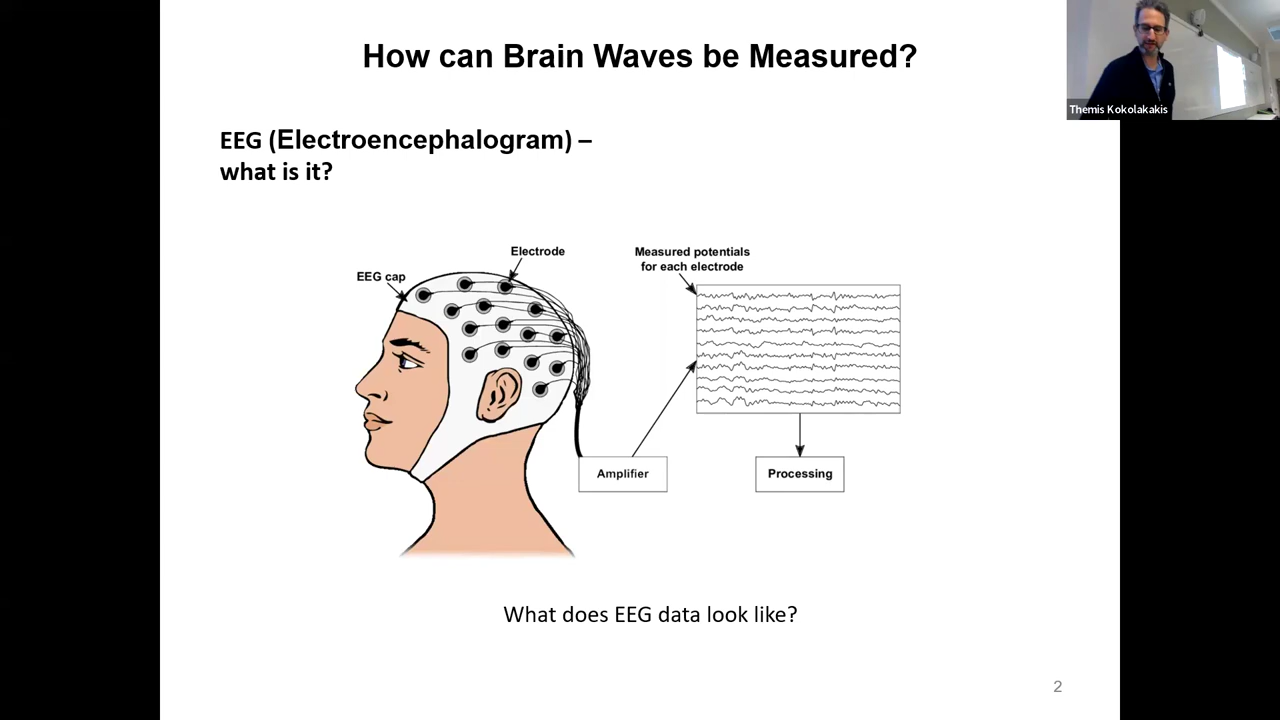 How can Brain Waves be Measured?
Themis Kokolakakis
EEG (Electroencephalogram) –
what is it?
Electrode
Measured potentials
for each electrode
EEG cap
Amplifier
Processing
What does EEG data look like?
2